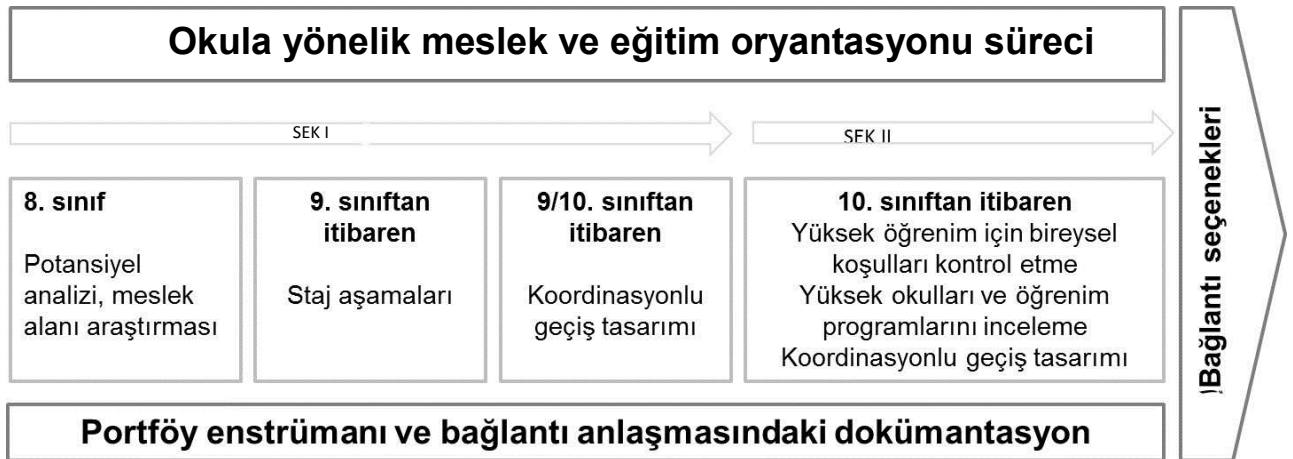 Okula yönelik meslek ve eğitim oryantasyonu süreci
SEK I
SEK II
8. sınıf
Potansiyel
analizi, meslek
alanı araştırması
9. sınıftan
itibaren
Staj aşamaları
9/10. sınıftan
itibaren
Koordinasyonlu
geçiş tasarımı
10. sınıftan itibaren
Yüksek öğrenim için bireysel
koşulları kontrol etme
Yüksek okulları ve öğrenim
programlarını inceleme
Koordinasyonlu geçiş tasarımı
Bağlantı seçenekleri
Portföy enstrümanı ve bağlantı anlaşmasındaki dokümantasyon